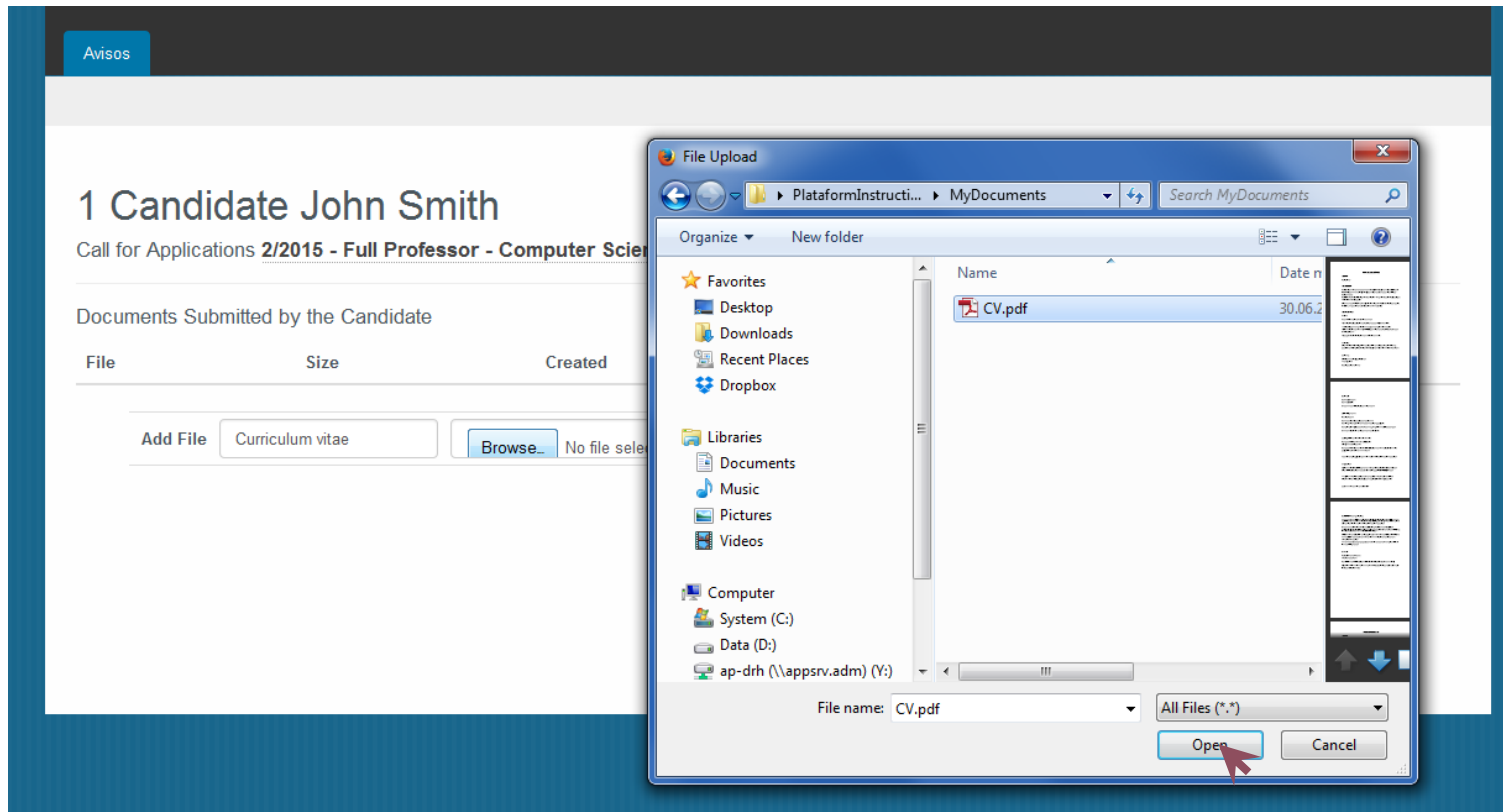 Avisos
1 Candidate John Smith
Call for Applications 2/2015 - Full Professor - Computer Scien
Documents Submitted by the Candidate
File Size Created
Add File Curriculum vitae Browse_ No file sele
File Upload
PlataformInstructi... MyDocuments Search MyDocuments
Organize New folder
Favorites
Desktop
Downloads
Recent Places
Dropbox
Libraries
Documents
Music
Pictures
Videos
Computer
System (C:)
Data (D:)
ap-drh (\\appsrv.adm) (Y:)
Name Date m
CV.pdf 30.06.2
File name: CV.pdf All Files (*.*)
Open Cancel